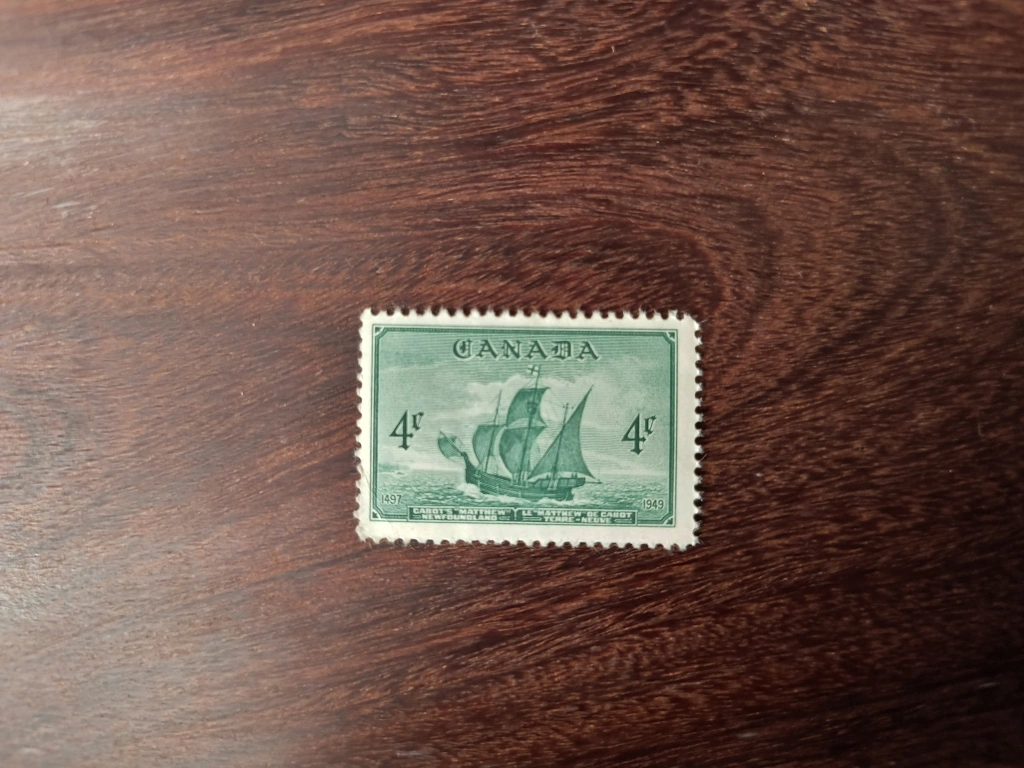 CANADA
4¢ 4¢
1497 1949
CABOT'S "MATTHEW" LE "MATTHEW" DE CABOT
NEWFOUNDLAND TERRE-NEUVE